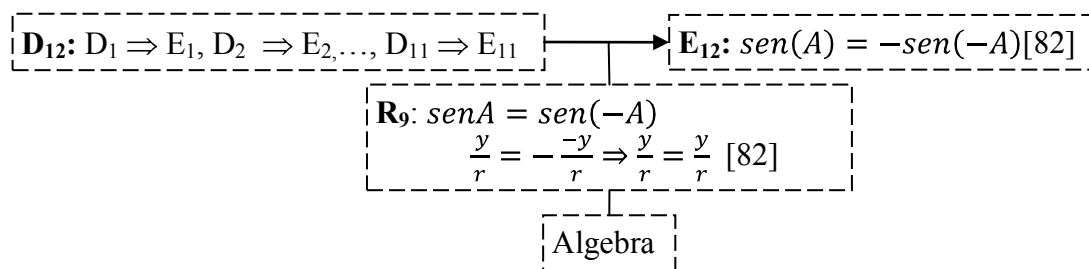 D₁₂: D₁ ⇒ E₁, D₂ ⇒ E₂,…, D₁₁ ⇒ E₁₁
E₁₂: sen(A) = −sen(−A)[82]
R₉: senA = sen(−A)
y/r = − −y/r ⇒ y/r = y/r [82]
Algebra